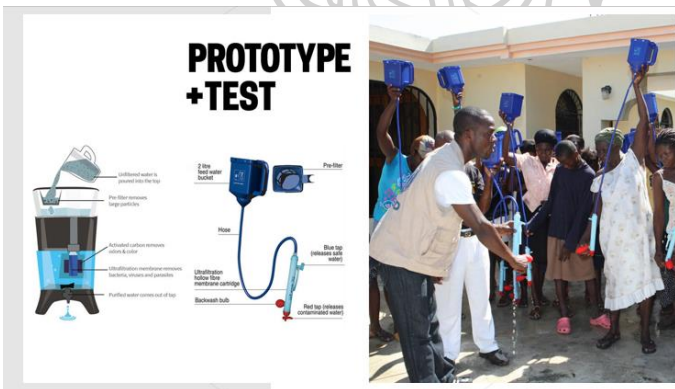 PROTOTYPE
+TEST
Unfiltered water is
poured into the top
Pre-filter removes
large particles
Activated carbon removes
odors & color
Ultrafiltration membrane removes
bacteria, viruses and parasites
Purified water comes out of tap
2 litre
feed water
bucket
Pre-filter
Hose
Blue tap
(releases safe
water)
Ultrafiltration
hollow fibre
membrane cartridge
Backwash bulb
Red tap (releases
contaminated water)